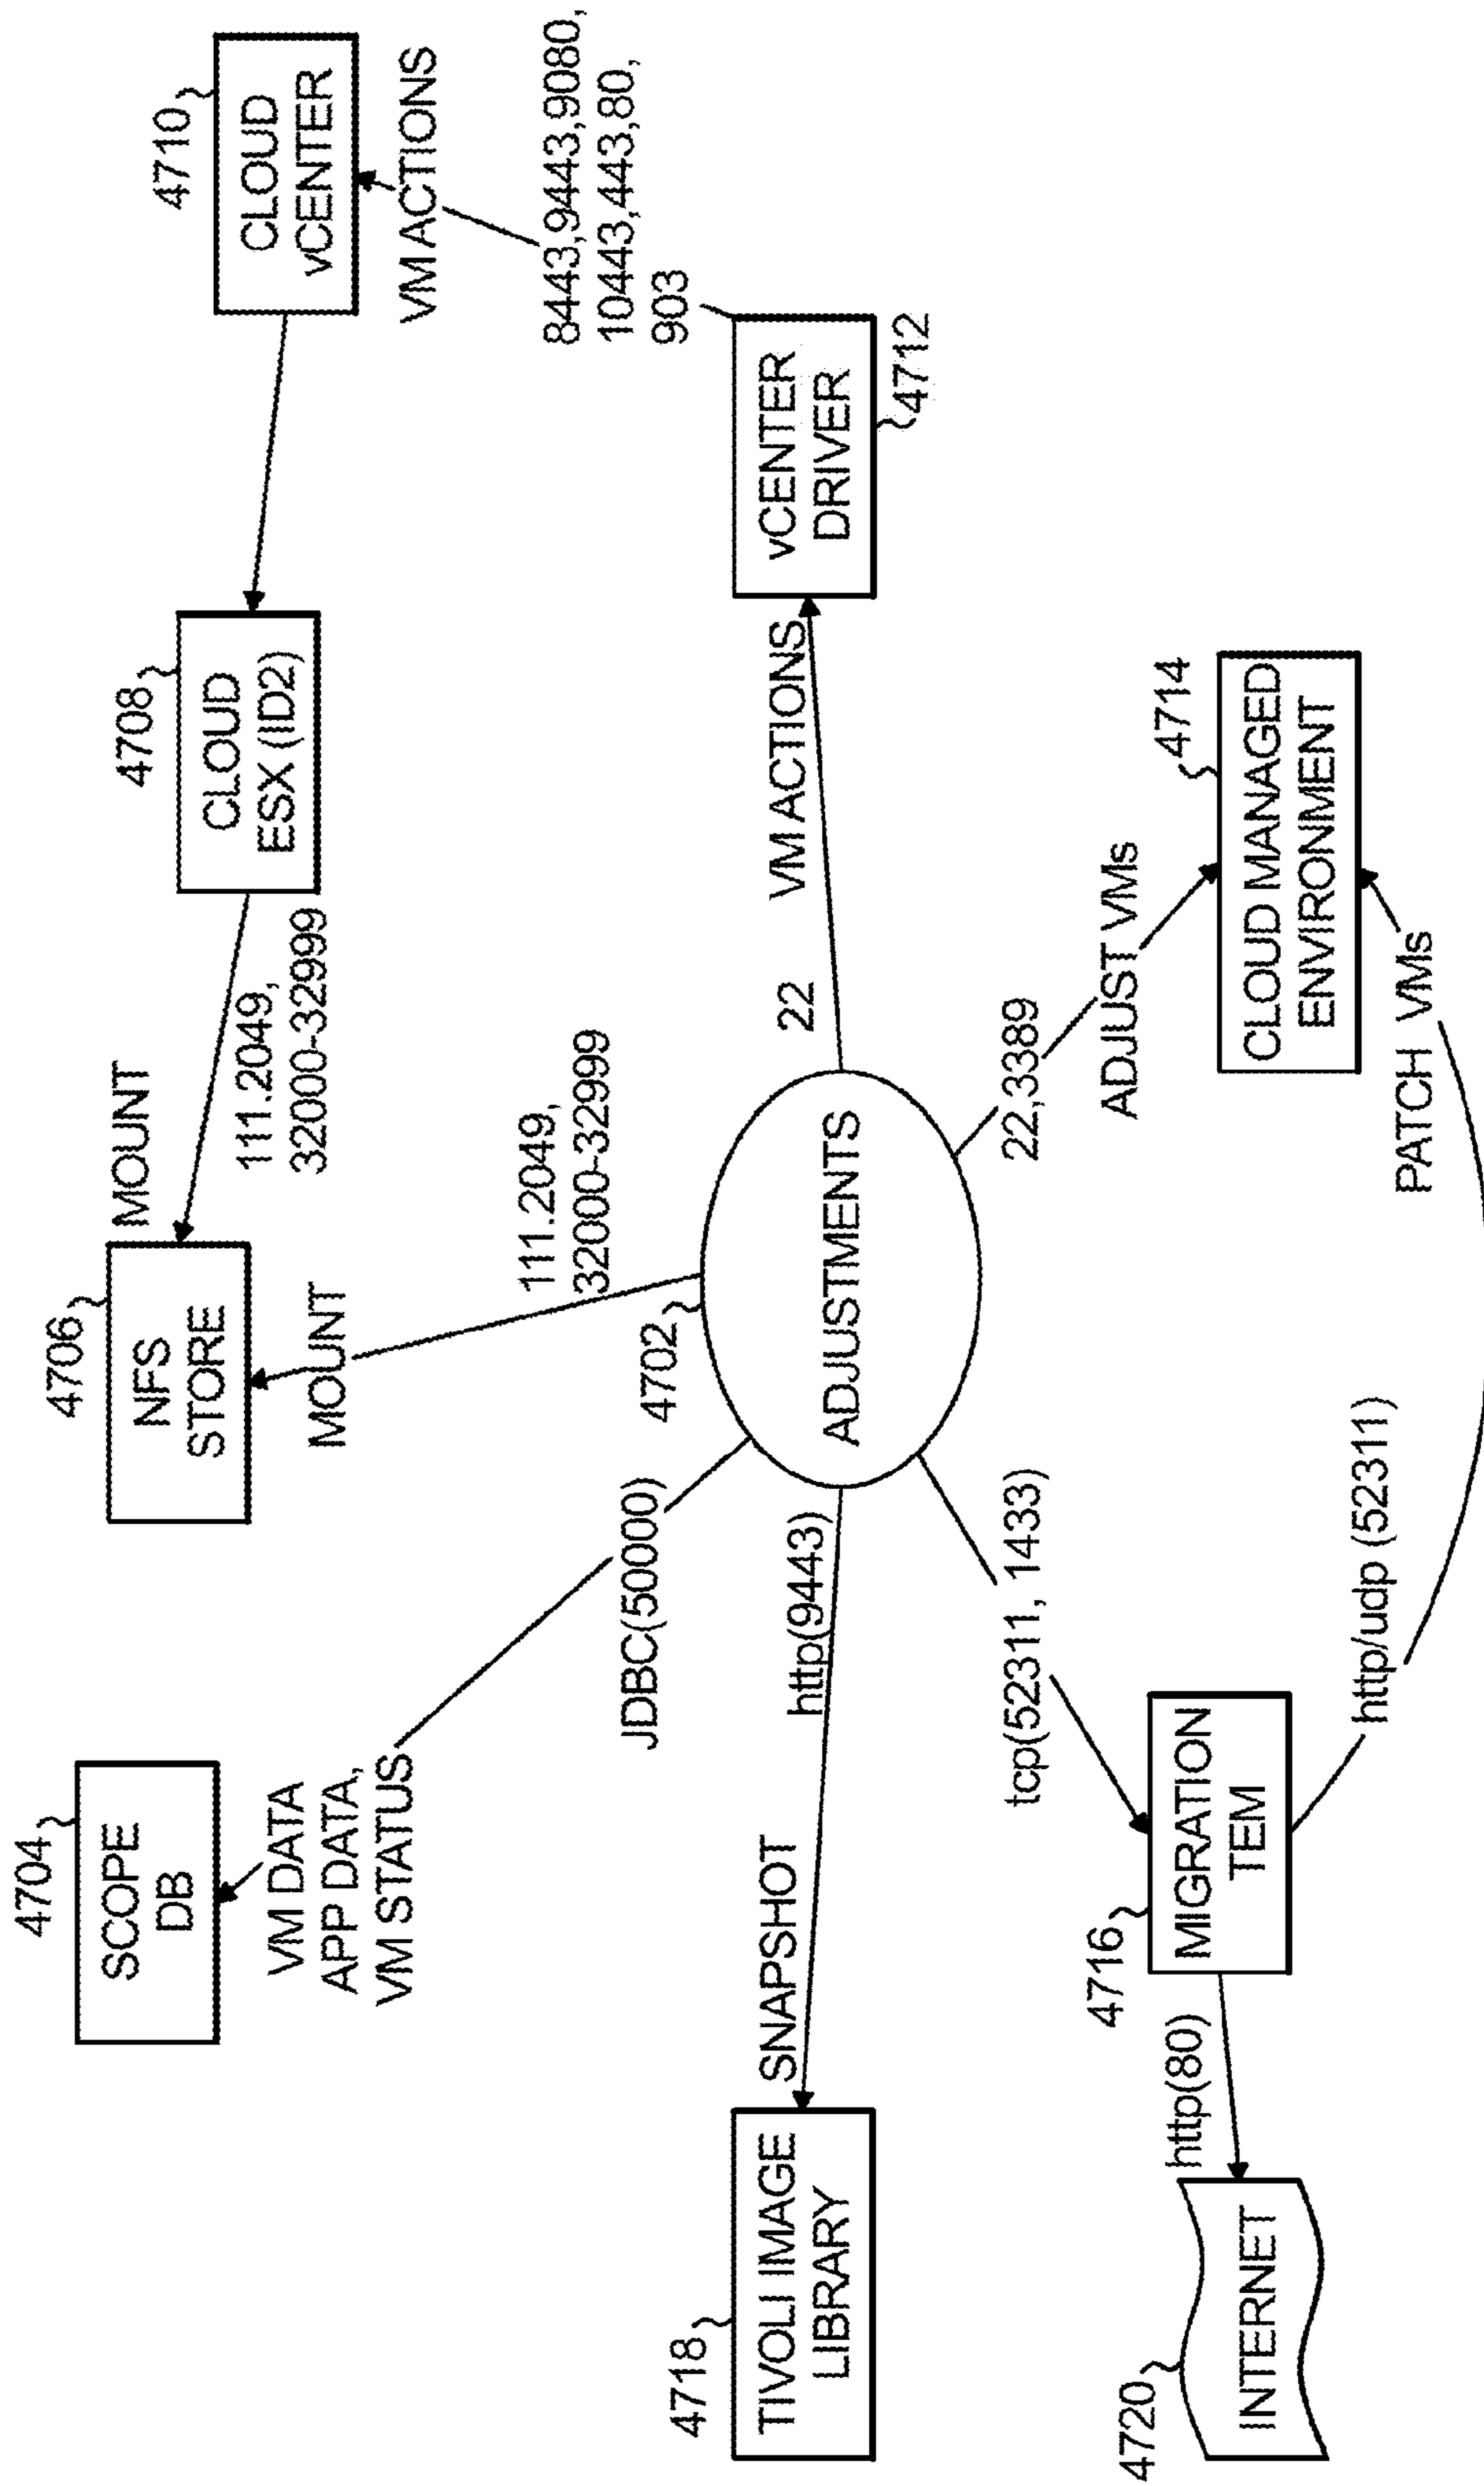 4704
SCOPE
DB
VM DATA
APP DATA,
VM STATUS
JDBC(50000)
4706
NFS
STORE
MOUNT
MOUNT
111.2049,
32000-32999
111.2049,
32000-32999
4708
CLOUD
ESX (ID2)
4710
CLOUD
vCENTER
VM ACTIONS
8443,9443,9080,
10443,443,80,
903
4718
TIVOLI IMAGE
LIBRARY
SNAPSHOT
http(9443)
4702
ADJUSTMENTS
22
VM ACTIONS
vCENTER
DRIVER
4712
4720
INTERNET
http(80)
4716
MIGRATION
TEM
tcp(52311, 1433)
http/udp (52311)
22,3389
ADJUST VMs
4714
CLOUD MANAGED
ENVIRONMENT
PATCH VMs